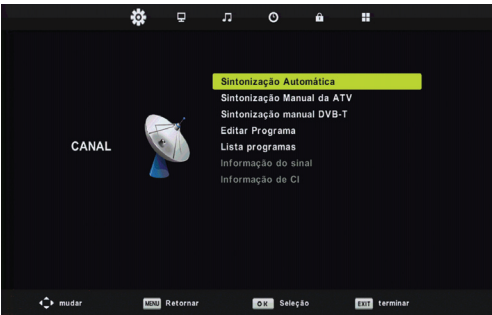 Sintonização Automática
Sintonização Manual da ATV
Sintonização manual DVB-T
Editar Programa
CANAL
Lista programas
Informação do sinal
Informação de CI
mudar MENU Retornar OK Seleção EXIT terminar